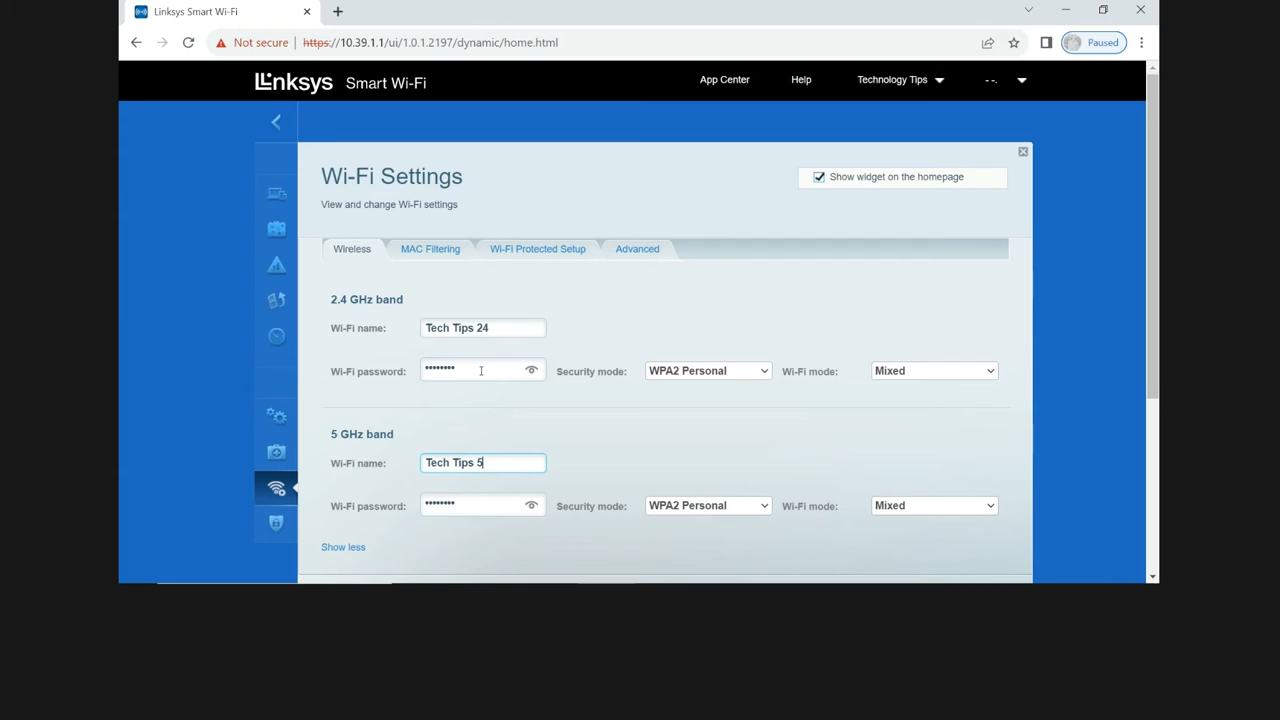 Linksys Smart Wi-Fi
Not secure https://10.39.1.1/ui/1.0.1.2197/dynamic/home.html Paused
LINKSYS Smart Wi-Fi App Center Help Technology Tips --.
Wi-Fi Settings
Show widget on the homepage
View and change Wi-Fi settings
Wireless MAC Filtering Wi-Fi Protected Setup Advanced
2.4 GHz band
Wi-Fi name: Tech Tips 24
Wi-Fi password: •••••••• Security mode: WPA2 Personal Wi-Fi mode: Mixed
5 GHz band
Wi-Fi name: Tech Tips 5
Wi-Fi password: •••••••• Security mode: WPA2 Personal Wi-Fi mode: Mixed
Show less